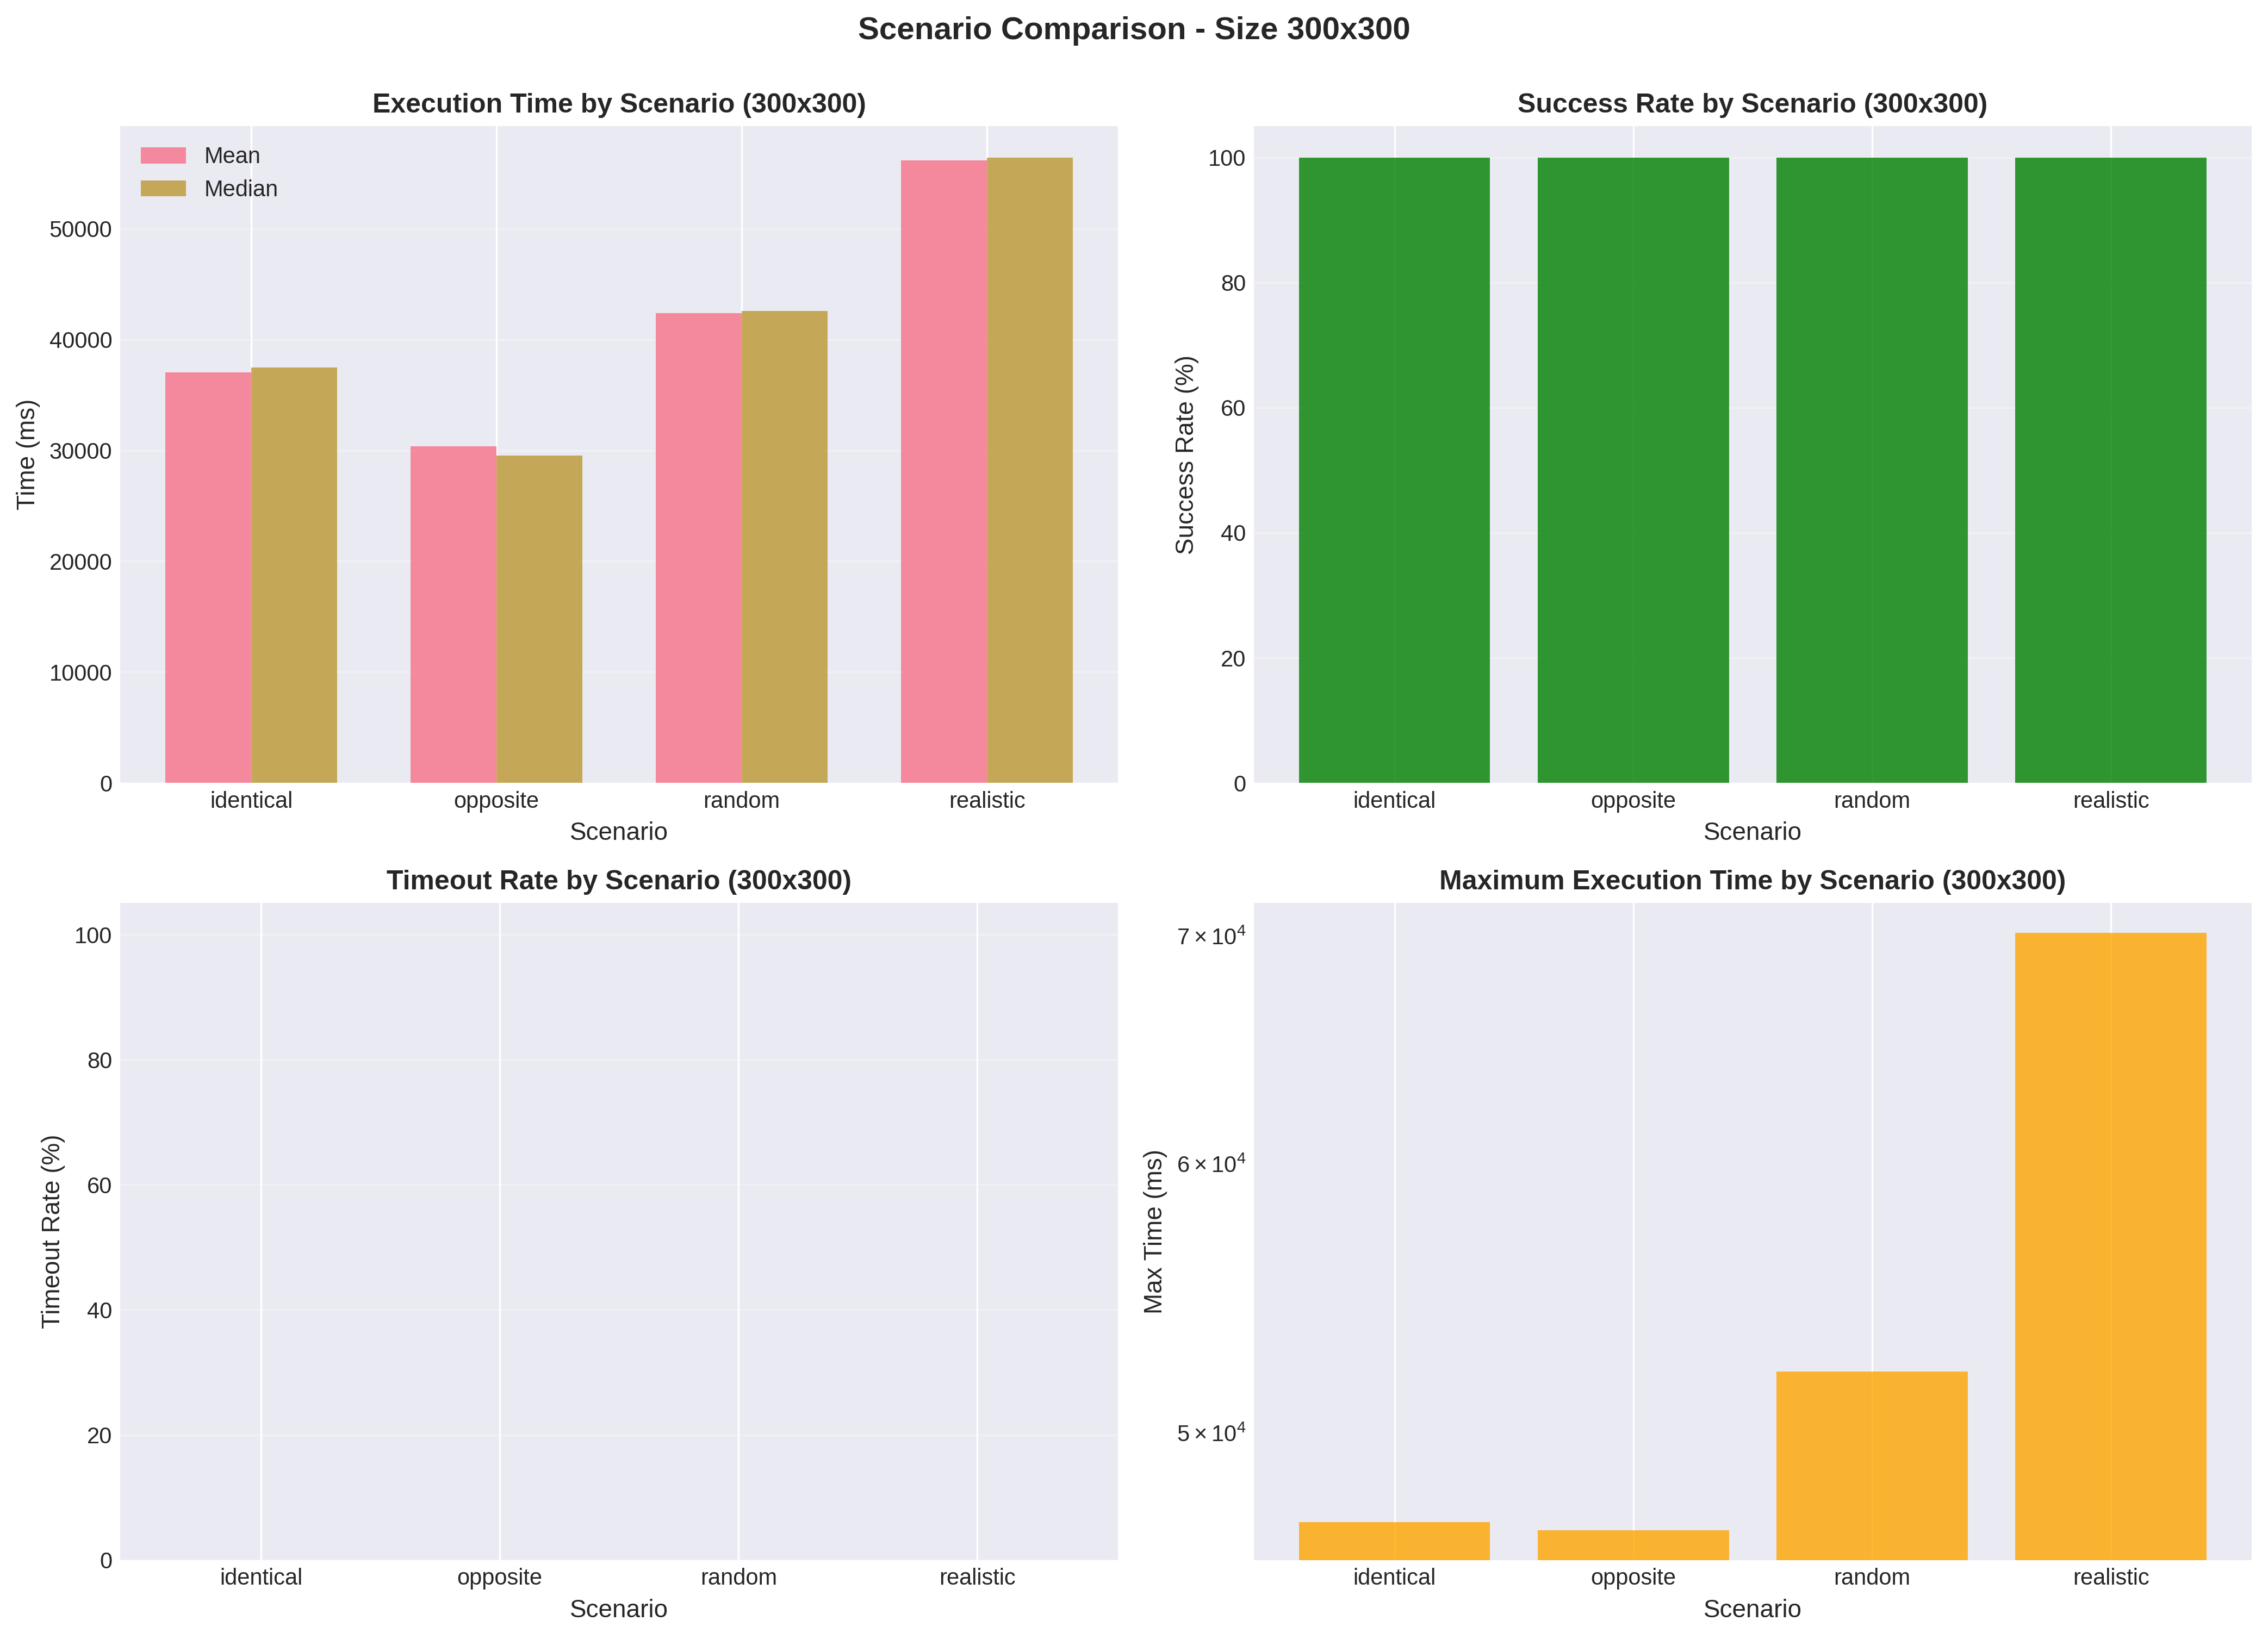 Scenario Comparison - Size 300x300
Execution Time by Scenario (300x300)
Mean
Median
Time (ms)
50000
40000
30000
20000
10000
0
identical opposite random realistic
Scenario
Success Rate by Scenario (300x300)
Success Rate (%)
100
80
60
40
20
0
identical opposite random realistic
Scenario
Timeout Rate by Scenario (300x300)
Timeout Rate (%)
100
80
60
40
20
0
identical opposite random realistic
Scenario
Maximum Execution Time by Scenario (300x300)
Max Time (ms)
7 × 10⁴
6 × 10⁴
5 × 10⁴
identical opposite random realistic
Scenario